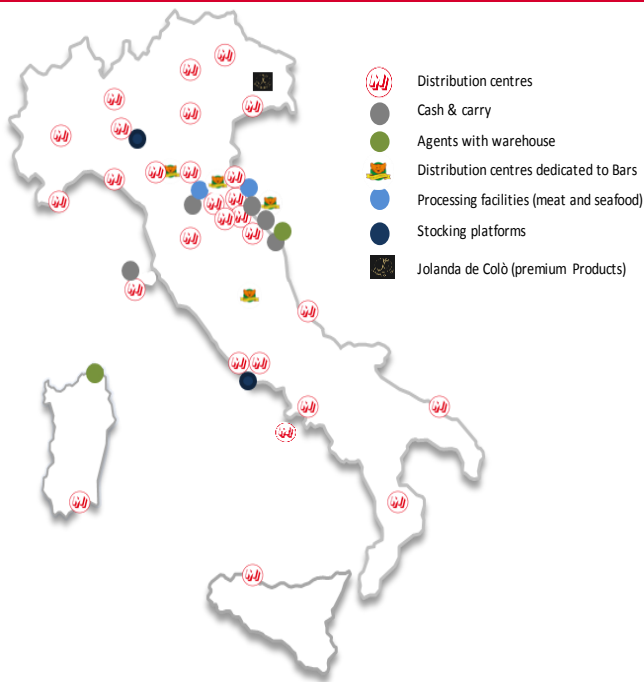 Distribution centres
Cash & carry
Agents with warehouse
Distribution centres dedicated to Bars
Processing facilities (meat and seafood)
Stocking platforms
Jolanda de Colò (premium Products)